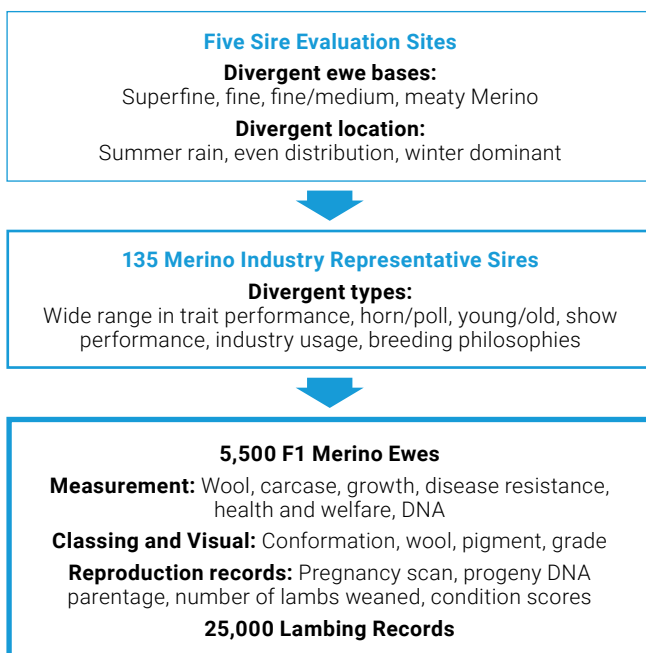 Five Sire Evaluation Sites
Divergent ewe bases:
Superfine, fine, fine/medium, meaty Merino
Divergent location:
Summer rain, even distribution, winter dominant
135 Merino Industry Representative Sires
Divergent types:
Wide range in trait performance, horn/poll, young/old, show
performance, industry usage, breeding philosophies
5,500 F1 Merino Ewes
Measurement: Wool, carcase, growth, disease resistance,
health and welfare, DNA
Classing and Visual: Conformation, wool, pigment, grade
Reproduction records: Pregnancy scan, progeny DNA
parentage, number of lambs weaned, condition scores
25,000 Lambing Records